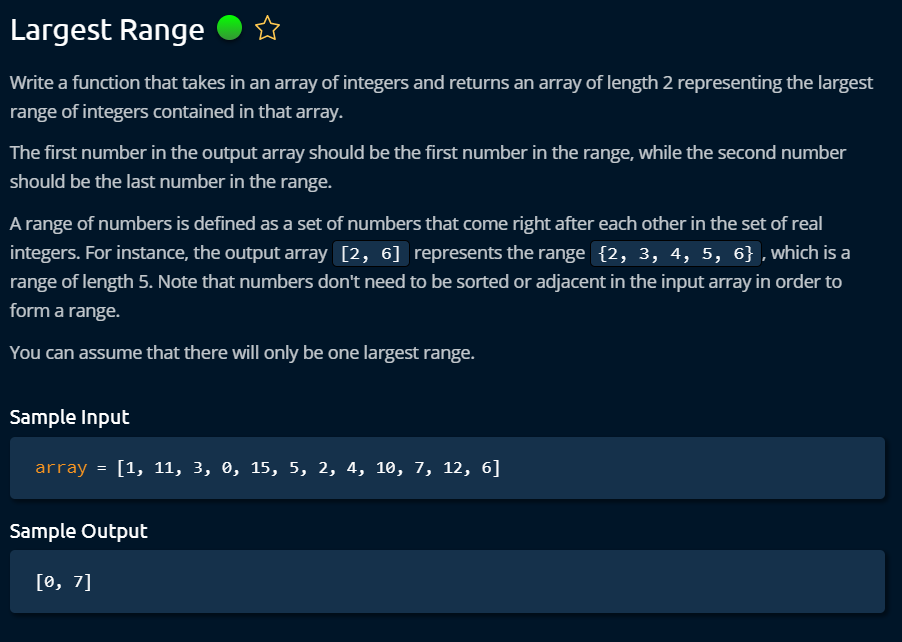 Largest Range
Write a function that takes in an array of integers and returns an array of length 2 representing the largest
range of integers contained in that array.
The first number in the output array should be the first number in the range, while the second number
should be the last number in the range.
A range of numbers is defined as a set of numbers that come right after each other in the set of real
integers. For instance, the output array [2, 6] represents the range {2, 3, 4, 5, 6}, which is a
range of length 5. Note that numbers don't need to be sorted or adjacent in the input array in order to
form a range.
You can assume that there will only be one largest range.
Sample Input
array = [1, 11, 3, 0, 15, 5, 2, 4, 10, 7, 12, 6]
Sample Output
[0, 7]